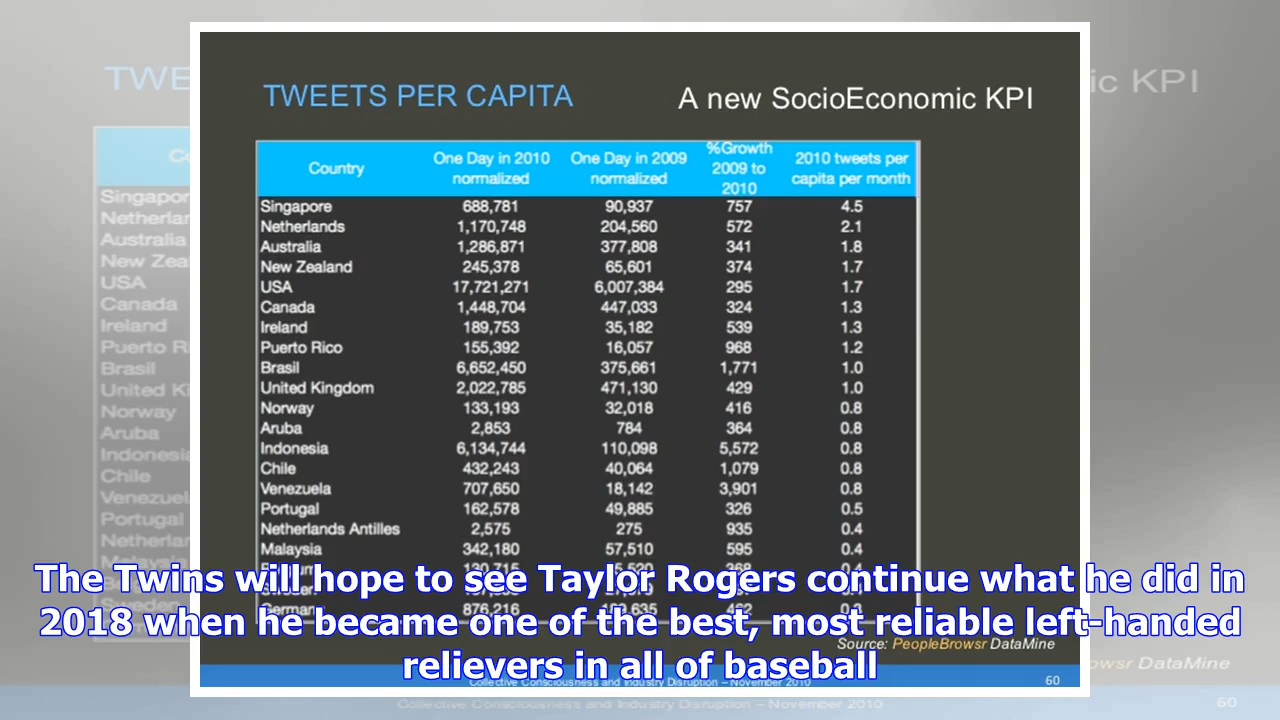 TWEETS PER CAPITA
A new SocioEconomic KPI
Country One Day in 2010 normalized One Day in 2009 normalized %Growth 2009 to 2010 2010 tweets per capita per month
Singapore 688,781 90,937 757 4.5
Netherlands 1,170,748 204,560 572 2.1
Australia 1,286,871 377,808 341 1.8
New Zealand 245,378 65,601 374 1.7
USA 17,721,271 6,007,384 295 1.7
Canada 1,448,704 447,033 324 1.3
Ireland 189,753 35,182 539 1.3
Puerto Rico 155,392 16,057 968 1.2
Brasil 6,652,450 375,661 1,771 1.0
United Kingdom 2,022,785 471,130 429 1.0
Norway 133,193 32,018 416 0.8
Aruba 2,853 784 364 0.8
Indonesia 6,134,744 110,098 5,572 0.8
Chile 432,243 40,064 1,079 0.8
Venezuela 707,650 18,142 3,901 0.8
Portugal 162,578 49,885 326 0.5
Netherlands Antilles 2,575 275 935 0.4
Malaysia 342,180 57,510 595 0.4
Germany 876,216
The Twins will hope to see Taylor Rogers continue what he did in
2018 when he became one of the best, most reliable left-handed
relievers in all of baseball
Source: PeopleBrowsr DataMine
Collective Consciousness and Industry Disruption – November 2010 60